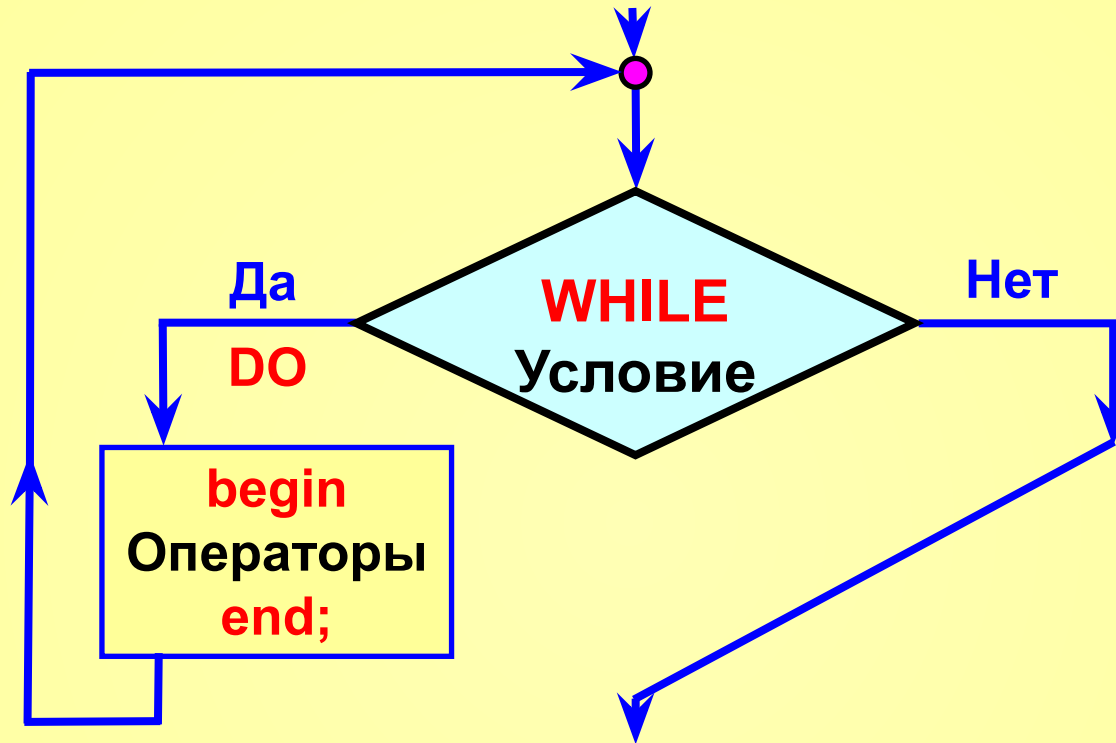 Да
WHILE
Нет
DO
Условие
begin
Операторы
end;